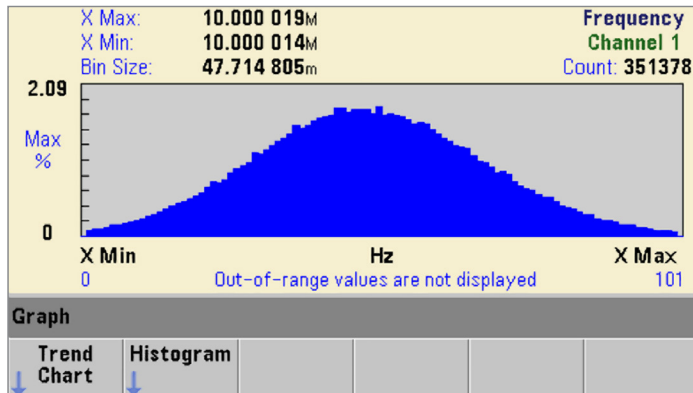 X Max: 10.000 019M Frequency
X Min: 10.000 014M Channel 1
Bin Size: 47.714 805m Count: 351378
2.09
Max
%
0
X Min Hz X Max
0 Out-of-range values are not displayed 101
Graph
Trend Histogram
Chart